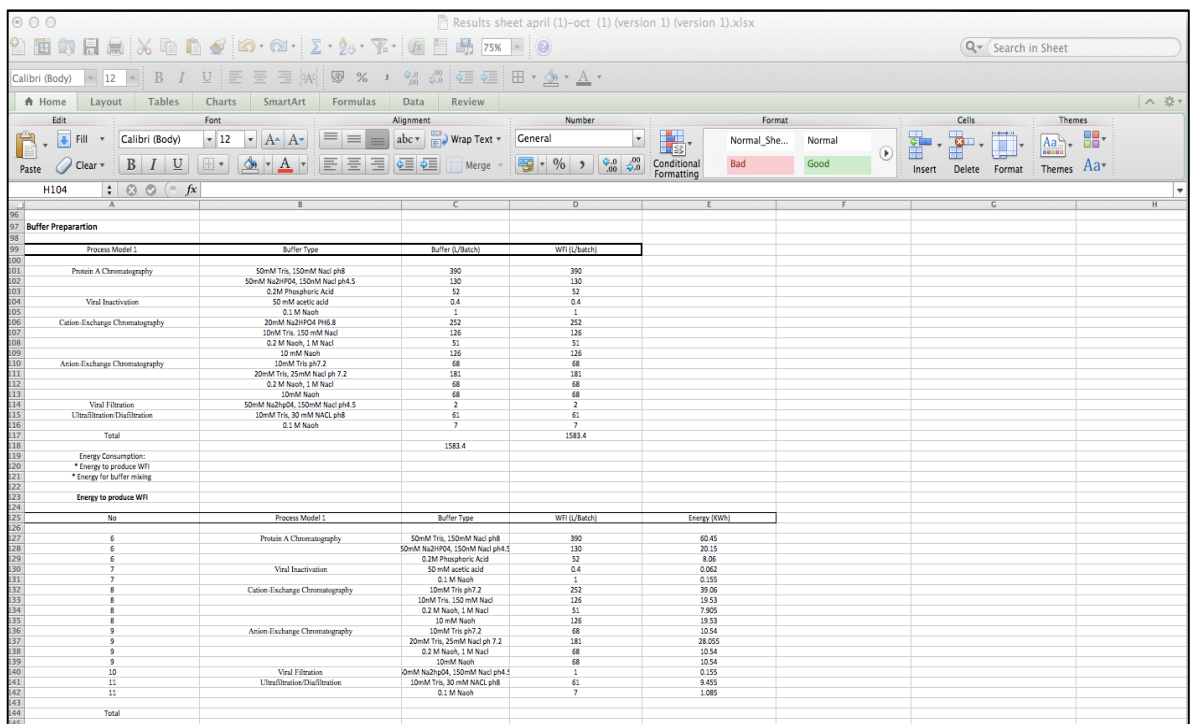 Results sheet april (1)-oct (1) (version 1) (version 1).xlsx
75% Search in Sheet
Calibri (Body) 12 B I U
Home Layout Tables Charts SmartArt Formulas Data Review
Edit Font Alignment Number Format Cells Themes
Fill Calibri (Body) 12 A A abc Wrap Text General Normal_She... Normal Aa
Paste Clear B I U A Merge % Conditional Formatting Bad Good Insert Delete Format Themes Aa
H104 fx
A B C D E F G H
96
97 Buffer Preparartion
98
99 Process Model 1 Buffer Type Buffer (L/Batch) WFI (L/batch)
100
101 Protein A Chromatography 50mM Tris, 150mM Nacl ph8 390 390
102 50mM Na2HP04, 150nM Nacl ph4.5 130 130
103 0.2M Phosphoric Acid 52 52
104 Viral Inactivation 50 mM acetic acid 0.4 0.4
105 0.1 M Naoh 1 1
106 Cation-Exchange Chromatography 20mM Na2HPO4 PH6.8 252 252
107 10nM Tris. 150 mM Nacl 126 126
108 0.2 M Naoh, 1 M Nacl 51 51
109 10 mM Naoh 126 126
110 Anion-Exchange Chromatography 10mM Tris ph7.2 68 68
111 20mM Tris, 25mM Nacl ph 7.2 181 181
112 0.2 M Naoh, 1 M Nacl 68 68
113 10mM Naoh 68 68
114 Viral Filtration 50mM Na2hp04, 150mM Nacl ph4.5 2 2
115 Ultrafiltration/Diafiltration 10mM Tris, 30 mM NACL ph8 61 61
116 0.1 M Naoh 7 7
117 Total 1583.4
118 1583.4
119 Energy Consumption:
120 * Energy to produce WFI
121 * Energy for buffer mixing
122
123 Energy to produce WFI
124
125 No Process Model 1 Buffer Type WFI (L/Batch) Energy (KWh)
126
127 6 Protein A Chromatography 50mM Tris, 150mM Nacl ph8 390 60.45
128 6 50mM Na2HP04, 150nM Nacl ph4.5 130 20.15
129 6 0.2M Phosphoric Acid 52 8.06
130 7 Viral Inactivation 50 mM acetic acid 0.4 0.062
131 7 0.1 M Naoh 1 0.155
132 8 Cation-Exchange Chromatography 10mM Tris ph7.2 252 39.06
133 8 10nM Tris. 150 mM Nacl 126 19.53
134 8 0.2 M Naoh, 1 M Nacl 51 7.905
135 8 10 mM Naoh 126 19.53
136 9 Anion-Exchange Chromatography 10mM Tris ph7.2 68 10.54
137 9 20mM Tris, 25mM Nacl ph 7.2 181 28.055
138 9 0.2 M Naoh, 1 M Nacl 68 10.54
139 9 10mM Naoh 68 10.54
140 10 Viral Filtration 0mM Na2hp04, 150mM Nacl ph4.5 1 0.155
141 11 Ultrafiltration/Diafiltration 10mM Tris, 30 mM NACL ph8 61 9.455
142 11 0.1 M Naoh 7 1.085
143
144 Total
145